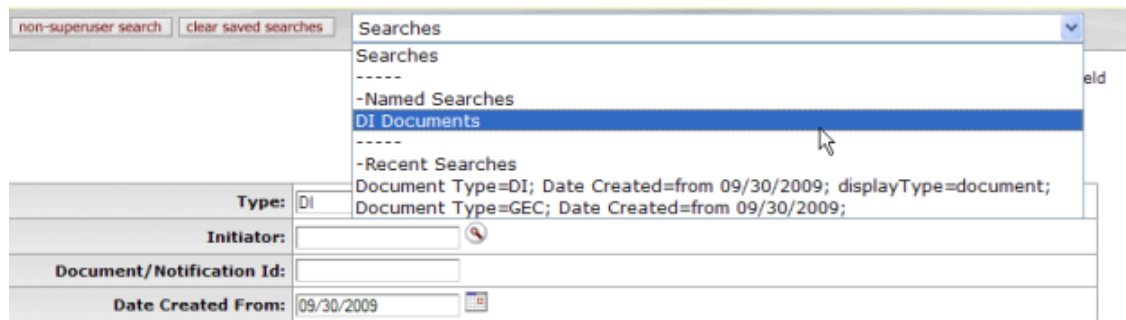 non-superuser search clear saved searches Searches
Searches
-----
-Named Searches
DI Documents
-----
-Recent Searches
Document Type=DI; Date Created=from 09/30/2009; displayType=document;
Document Type=GEC; Date Created=from 09/30/2009;
eld
Type: DI
Initiator:
Document/Notification Id:
Date Created From: 09/30/2009